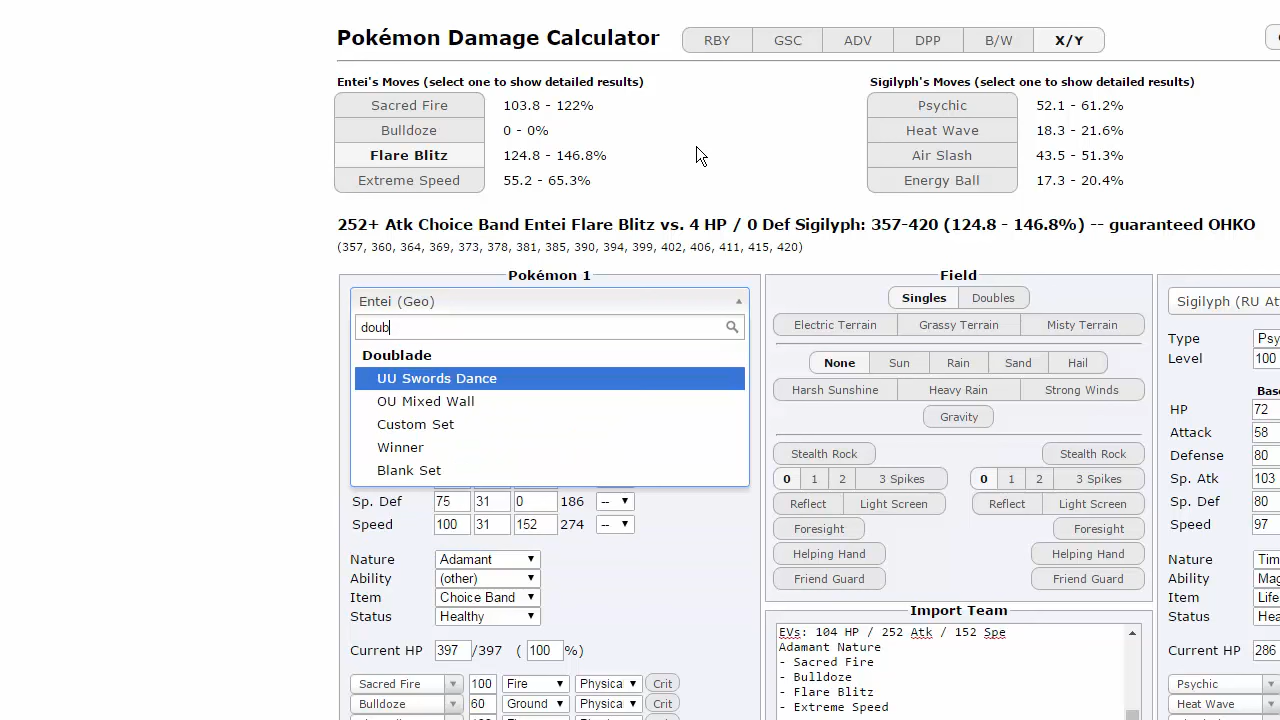 Pokémon Damage Calculator RBY GSC ADV DPP B/W X/Y
Entei's Moves (select one to show detailed results) Sigilyph's Moves (select one to show detailed results)
Sacred Fire 103.8 - 122% Psychic 52.1 - 61.2%
Bulldoze 0 - 0% Heat Wave 18.3 - 21.6%
Flare Blitz 124.8 - 146.8% Air Slash 43.5 - 51.3%
Extreme Speed 55.2 - 65.3% Energy Ball 17.3 - 20.4%
252+ Atk Choice Band Entei Flare Blitz vs. 4 HP / 0 Def Sigilyph: 357-420 (124.8 - 146.8%) -- guaranteed OHKO
(357, 360, 364, 369, 373, 378, 381, 385, 390, 394, 399, 402, 406, 411, 415, 420)
Pokémon 1 Field
Entei (Geo) Singles Doubles Sigilyph (RU At
doub Electric Terrain Grassy Terrain Misty Terrain Type Psy
Doublade Level 100
UU Swords Dance None Sun Rain Sand Hail Base
OU Mixed Wall Harsh Sunshine Heavy Rain Strong Winds HP 72
Custom Set Gravity Attack 58
Winner Stealth Rock Stealth Rock Defense 80
Blank Set 0 1 2 3 Spikes 0 1 2 3 Spikes Sp. Atk 103
Sp. Def 75 31 0 186 -- Reflect Light Screen Reflect Light Screen Sp. Def 80
Speed 100 31 152 274 -- Foresight Foresight Speed 97
Nature Adamant Helping Hand Helping Hand Nature Tim
Ability (other) Friend Guard Friend Guard Ability Mag
Item Choice Band Item Life
Status Healthy Import Team Status Hea
EVs: 104 HP / 252 Atk / 152 Spe
Current HP 397 /397 ( 100 %) Adamant Nature Current HP 286
- Sacred Fire
- Bulldoze
Sacred Fire 100 Fire Physica Crit - Flare Blitz Psychic
Bulldoze 60 Ground Physica Crit - Extreme Speed Heat Wave